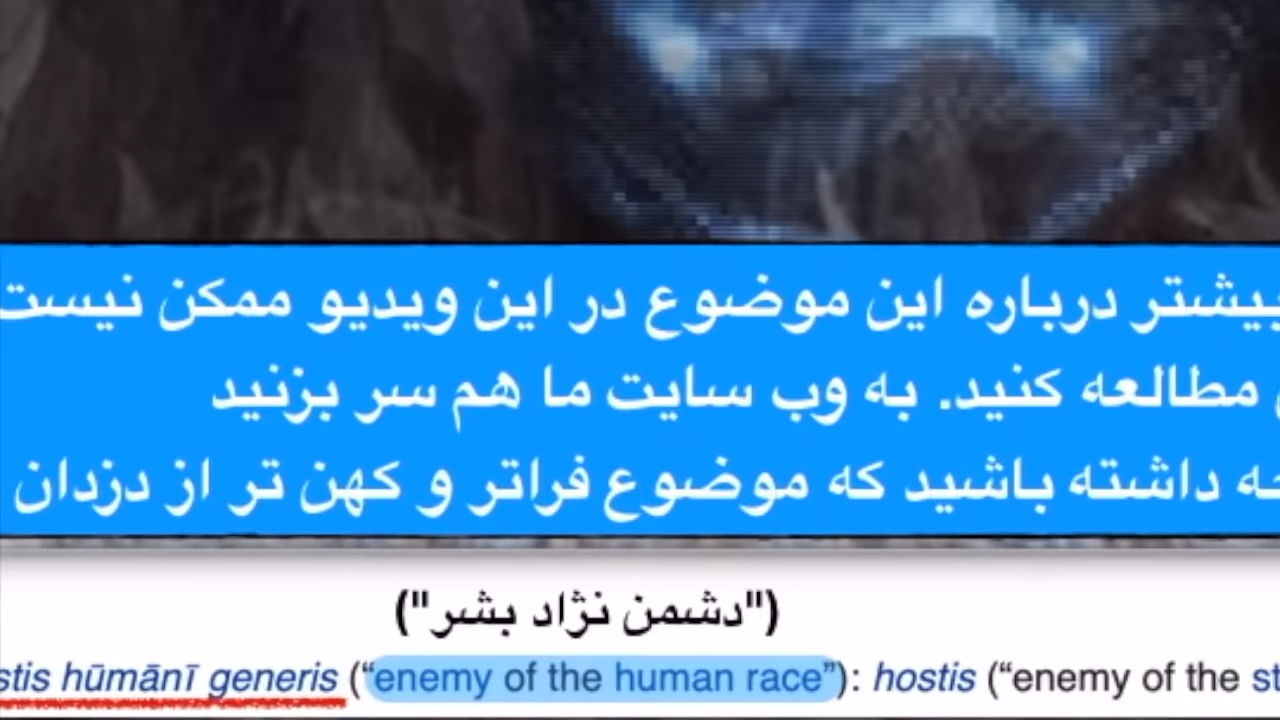 بیشتر درباره این موضوع در این ویدیو ممکن نیست
مطالعه کنید. به وب سایت ما هم سر بزنید
داشته باشید که موضوع فراتر و کهن تر از دزدان
("دشمن نژاد بشر")
stis hūmānī generis (“enemy of the human race”): hostis (“enemy of the st